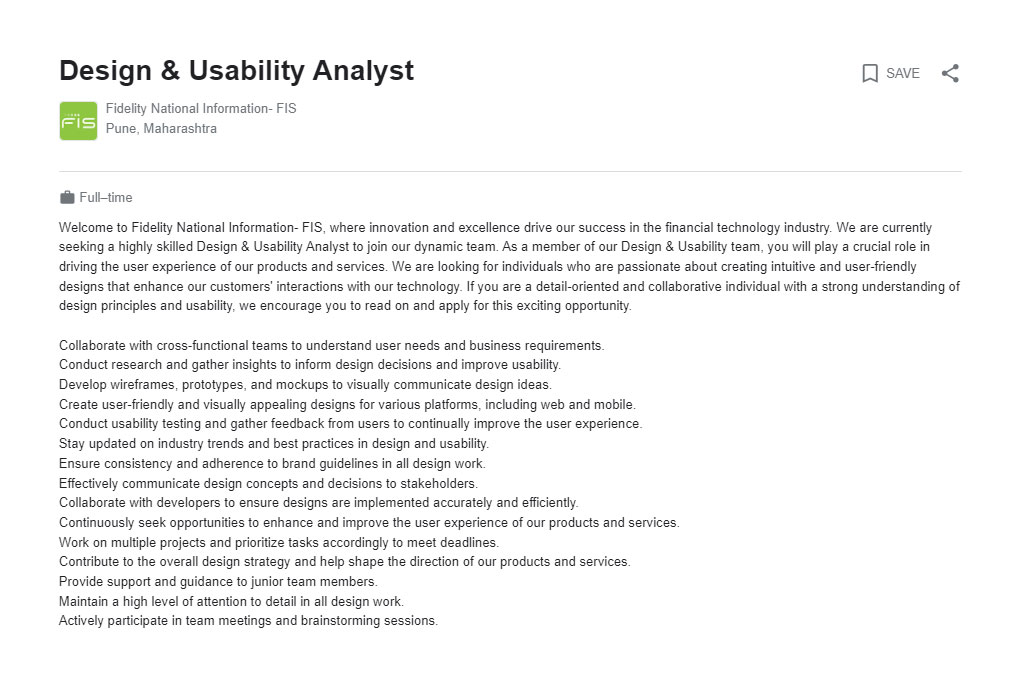 Design & Usability Analyst
SAVE
FIS
Fidelity National Information- FIS
Pune, Maharashtra
Full–time
Welcome to Fidelity National Information- FIS, where innovation and excellence drive our success in the financial technology industry. We are currently
seeking a highly skilled Design & Usability Analyst to join our dynamic team. As a member of our Design & Usability team, you will play a crucial role in
driving the user experience of our products and services. We are looking for individuals who are passionate about creating intuitive and user-friendly
designs that enhance our customers' interactions with our technology. If you are a detail-oriented and collaborative individual with a strong understanding of
design principles and usability, we encourage you to read on and apply for this exciting opportunity.
Collaborate with cross-functional teams to understand user needs and business requirements.
Conduct research and gather insights to inform design decisions and improve usability.
Develop wireframes, prototypes, and mockups to visually communicate design ideas.
Create user-friendly and visually appealing designs for various platforms, including web and mobile.
Conduct usability testing and gather feedback from users to continually improve the user experience.
Stay updated on industry trends and best practices in design and usability.
Ensure consistency and adherence to brand guidelines in all design work.
Effectively communicate design concepts and decisions to stakeholders.
Collaborate with developers to ensure designs are implemented accurately and efficiently.
Continuously seek opportunities to enhance and improve the user experience of our products and services.
Work on multiple projects and prioritize tasks accordingly to meet deadlines.
Contribute to the overall design strategy and help shape the direction of our products and services.
Provide support and guidance to junior team members.
Maintain a high level of attention to detail in all design work.
Actively participate in team meetings and brainstorming sessions.